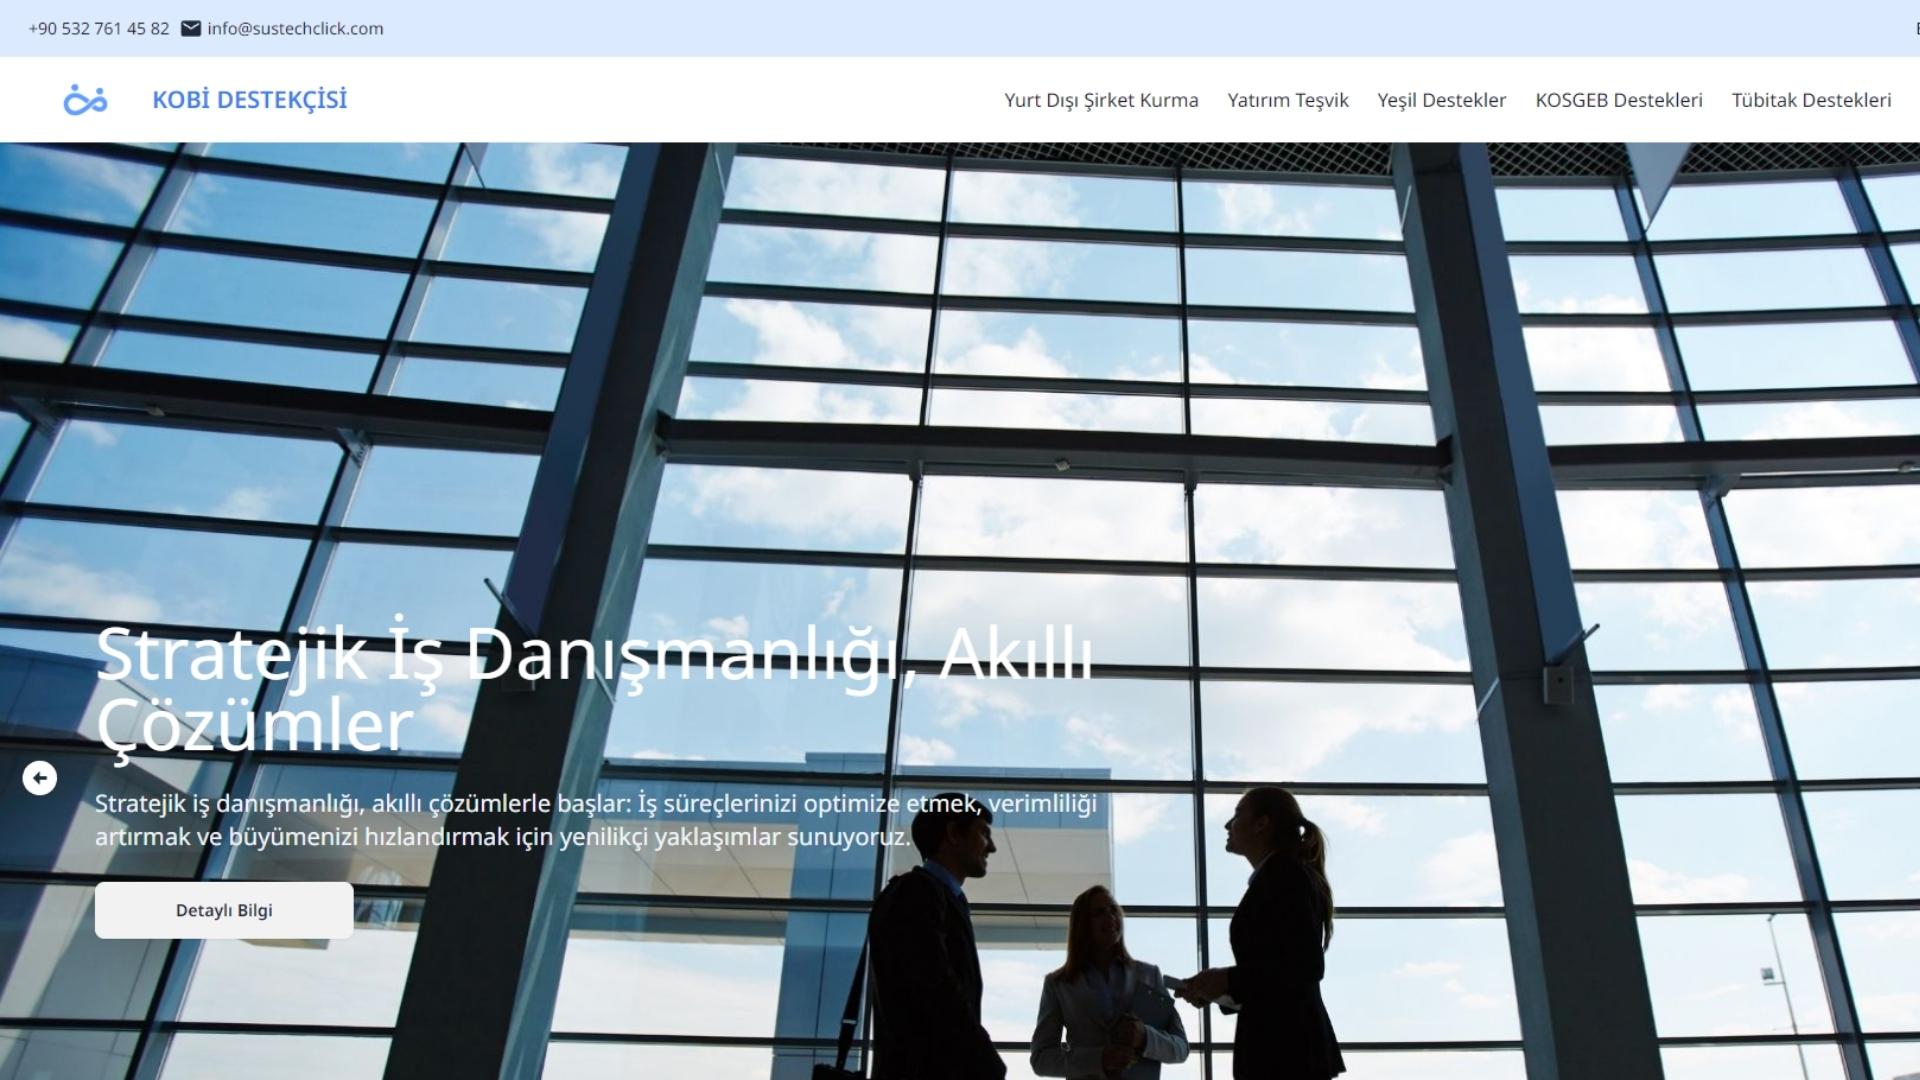 +90 532 761 45 82 info@sustechclick.com
KOBİ DESTEKÇİSİ
Yurt Dışı Şirket Kurma Yatırım Teşvik Yeşil Destekler KOSGEB Destekleri Tübitak Destekleri
Stratejik İş Danışmanlığı, Akıllı
Çözümler
Stratejik iş danışmanlığı, akıllı çözümlerle başlar: İş süreçlerinizi optimize etmek, verimliliği
artırmak ve büyümenizi hızlandırmak için yenilikçi yaklaşımlar sunuyoruz.
Detaylı Bilgi